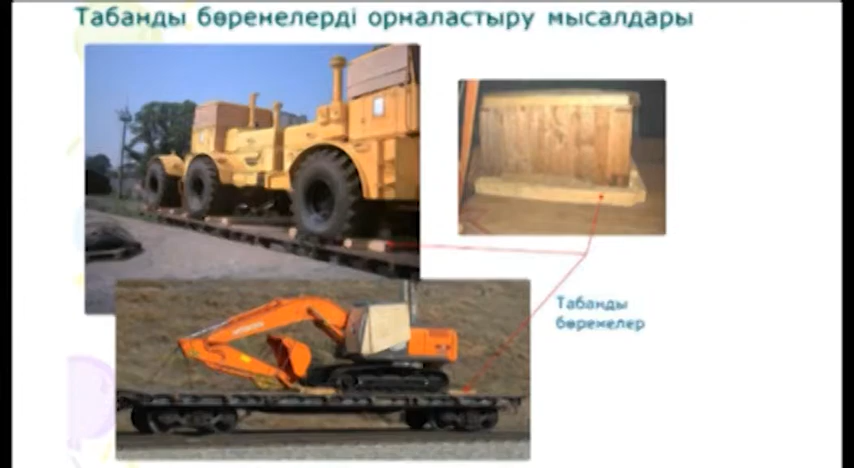 Табанды бөренелерді орналастыру мысалдары
Табанды
бөренелер